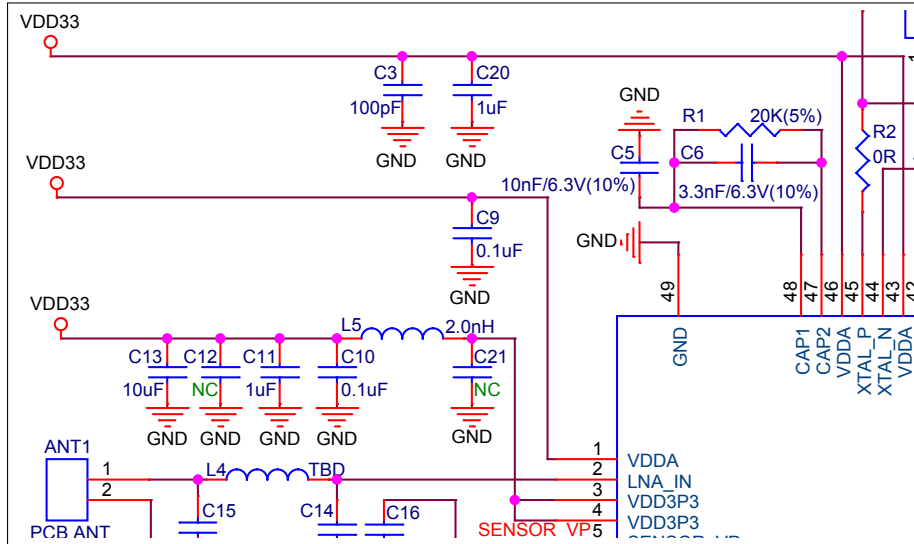 VDD33
C3
100pF
GND
C20
1uF
GND
GND
R1
20K(5%)
C5
C6
10nF/6.3V(10%)
3.3nF/6.3V(10%)
R2
0R
VDD33
C9
0.1uF
GND
GND
49
48
47
46
45
44
43
42
GND
CAP1
CAP2
VDDA
XTAL_P
XTAL_N
VDDA
VDD33
L5
2.0nH
C13
10uF
GND
C12
NC
GND
C11
1uF
GND
C10
0.1uF
GND
C21
NC
GND
ANT1
1
2
PCB ANT
L4
TBD
C15
C14
C16
1
VDDA
2
LNA_IN
3
VDD3P3
4
VDD3P3
SENSOR_VP
5
SENSOR_VP